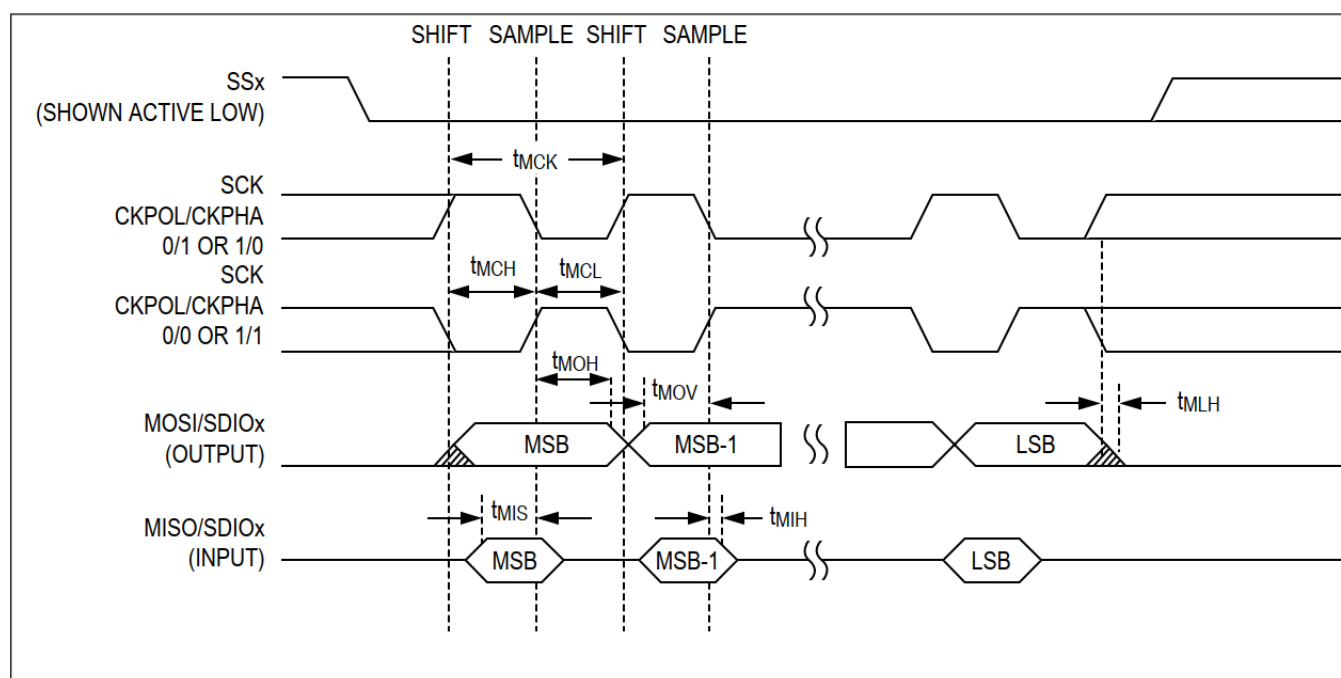 SHIFT SAMPLE SHIFT SAMPLE
SSx
(SHOWN ACTIVE LOW)
tMCK
SCK
CKPOL/CKPHA
0/1 OR 1/0
tMCH tMCL
SCK
CKPOL/CKPHA
0/0 OR 1/1
tMOH
tMOV
tMLH
MOSI/SDIOx
(OUTPUT)
MSB MSB-1 LSB
tMIS
tMIH
MISO/SDIOx
(INPUT)
MSB MSB-1 LSB